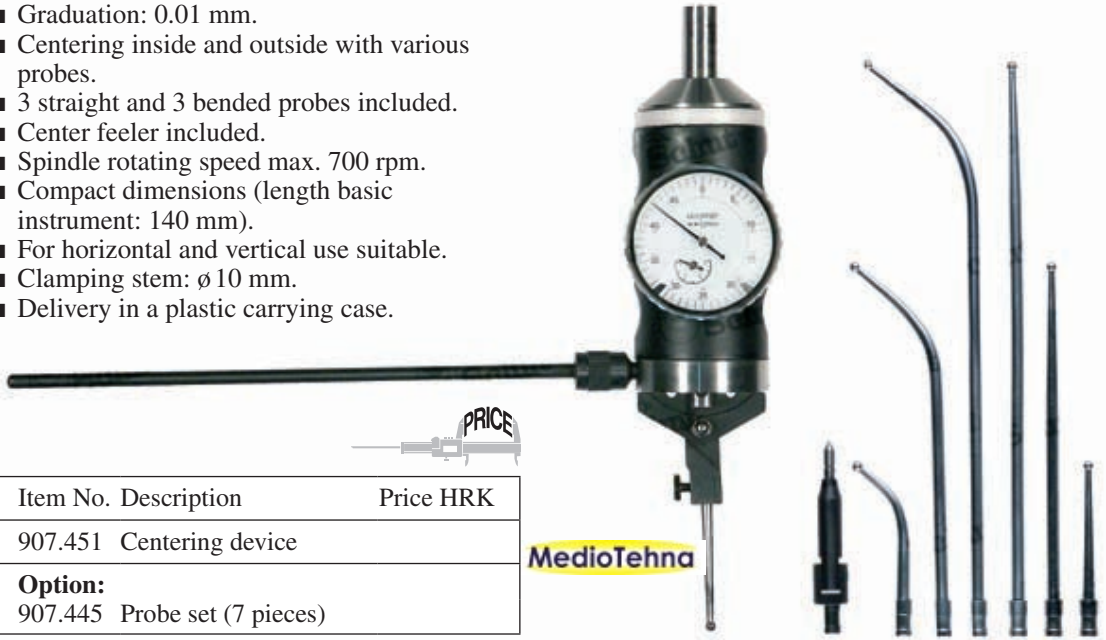 Graduation: 0.01 mm.
Centering inside and outside with various
probes.
3 straight and 3 bended probes included.
Center feeler included.
Spindle rotating speed max. 700 rpm.
Compact dimensions (length basic
instrument: 140 mm).
For horizontal and vertical use suitable.
Clamping stem: ø 10 mm.
Delivery in a plastic carrying case.
PRICE
Item No. Description Price HRK
907.451 Centering device
Option:
907.445 Probe set (7 pieces)
MedioTehna